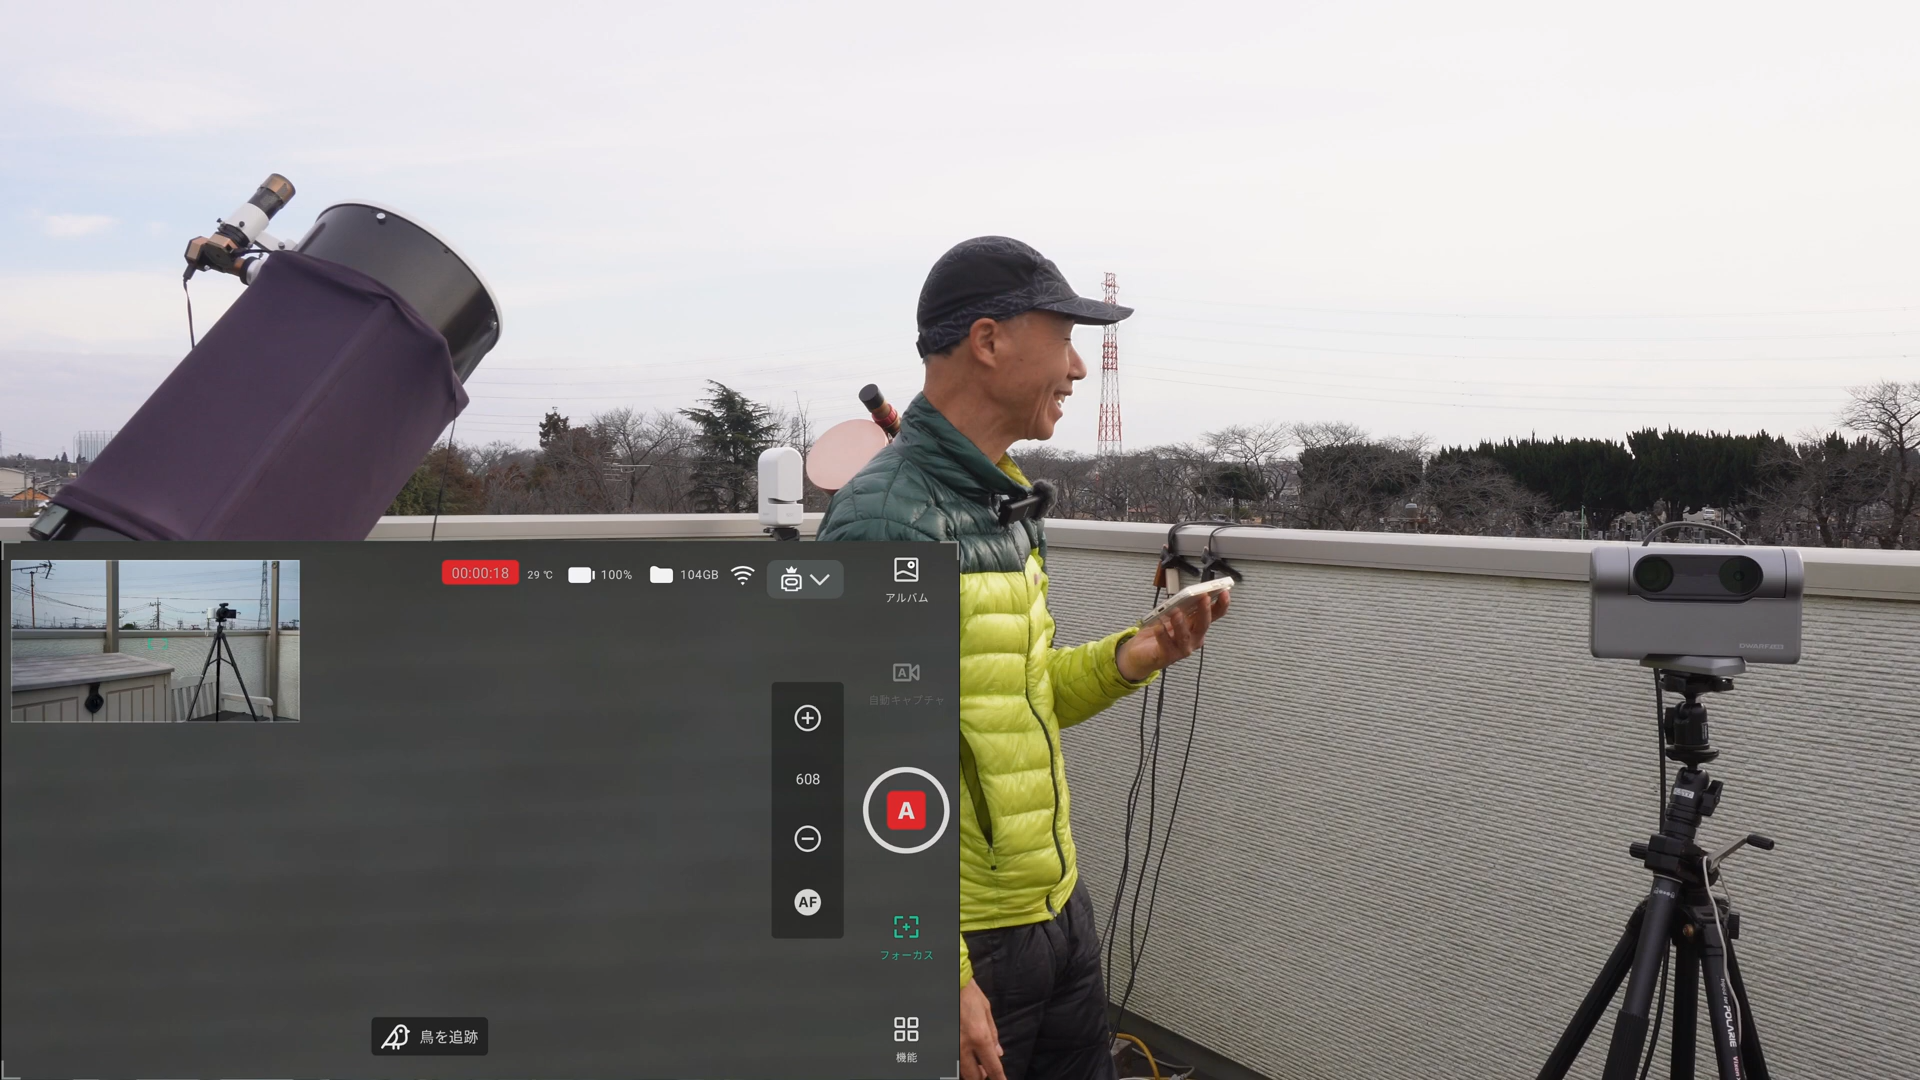 00:00:18
29 ℃
100%
104GB
アルバム
自動キャプチャ
608
A
AF
フォーカス
鳥を追跡
機能
DWARF
POLARIE